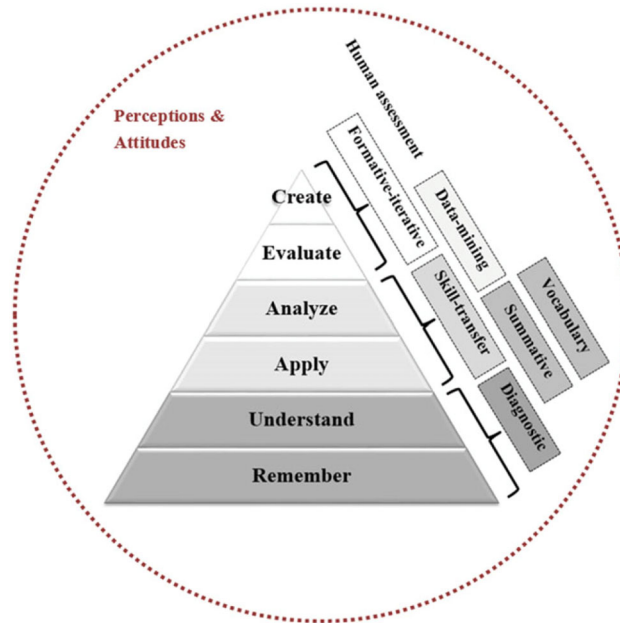 Perceptions &
Attitudes
Human assessment
Formative-iterative
Data-mining
Skill-transfer
Summative
Vocabulary
Diagnostic
Create
Evaluate
Analyze
Apply
Understand
Remember